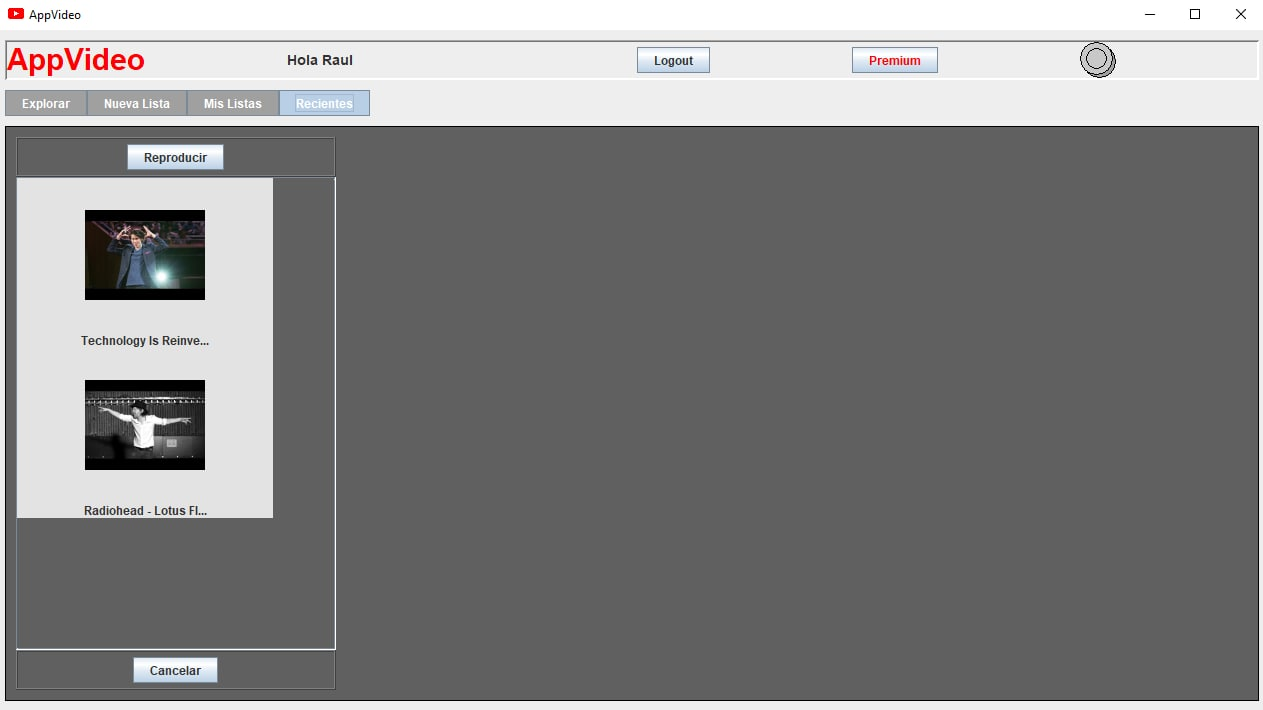 AppVideo
AppVideo
Hola Raul
Logout
Premium
Explorar
Nueva Lista
Mis Listas
Recientes
Reproducir
Technology Is Reinve...
Radiohead - Lotus Fl...
Cancelar